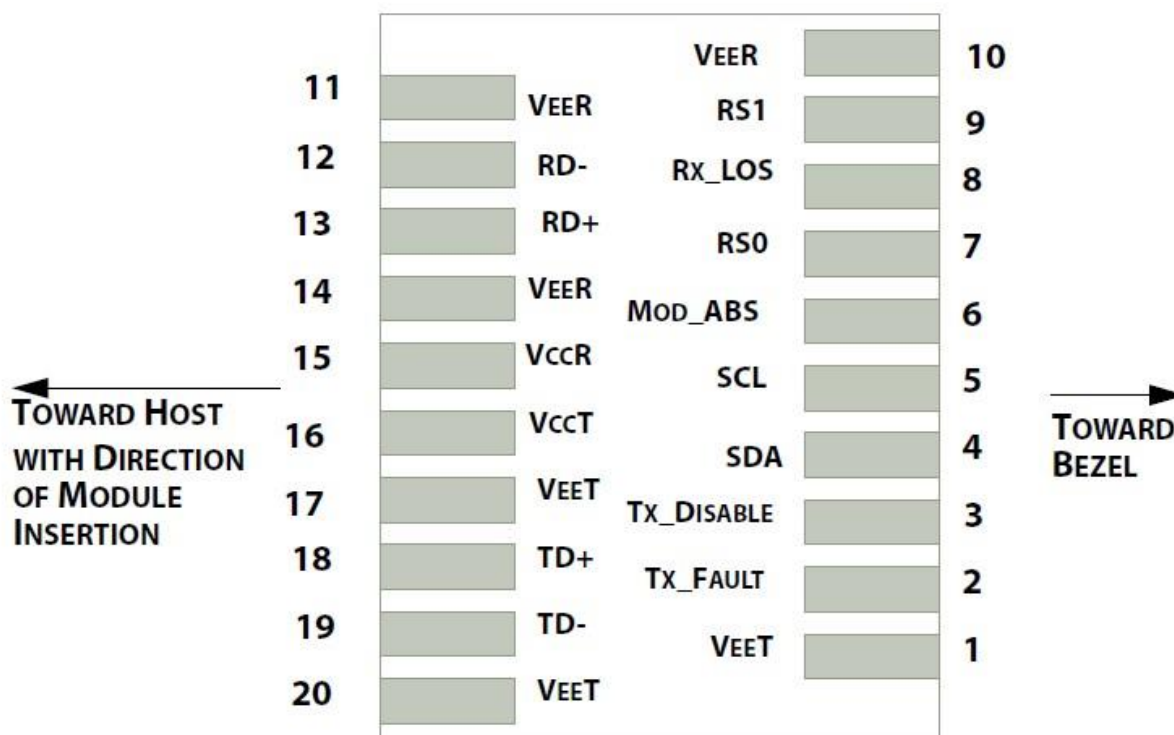 VEER 10
11 VEER
RS1 9
12 RD-
RX_LOS 8
13 RD+
RS0 7
14 VEER
MOD_ABS 6
15 VCCR
SCL 5
TOWARD HOST
WITH DIRECTION
OF MODULE
INSERTION
16 VCCT
SDA 4
TOWARD
BEZEL
17 VEET
TX_DISABLE 3
18 TD+
TX_FAULT 2
19 TD-
VEET 1
20 VEET